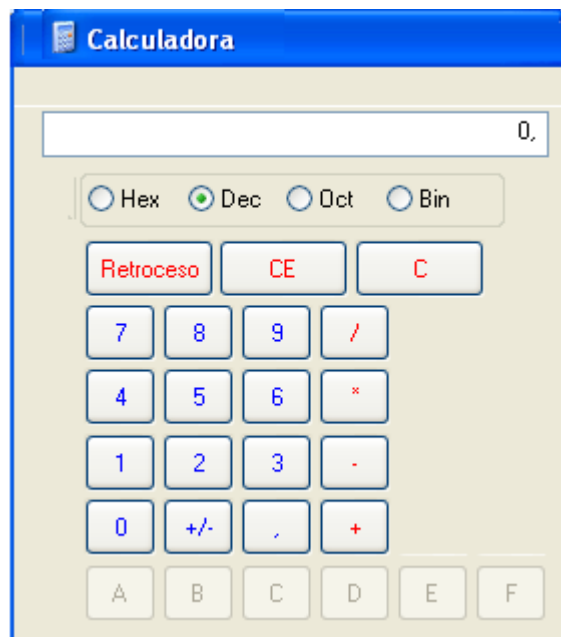 Calculadora
0,
Hex Dec Oct Bin
Retroceso CE C
7 8 9 /
4 5 6 *
1 2 3 -
0 +/- , +
A B C D E F